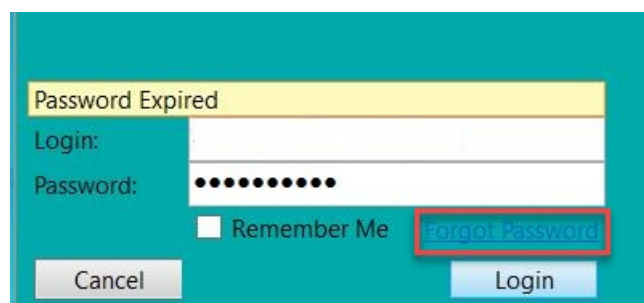 Password Expired
Login:
Password: ••••••••••
Remember Me Forgot Password
Cancel Login